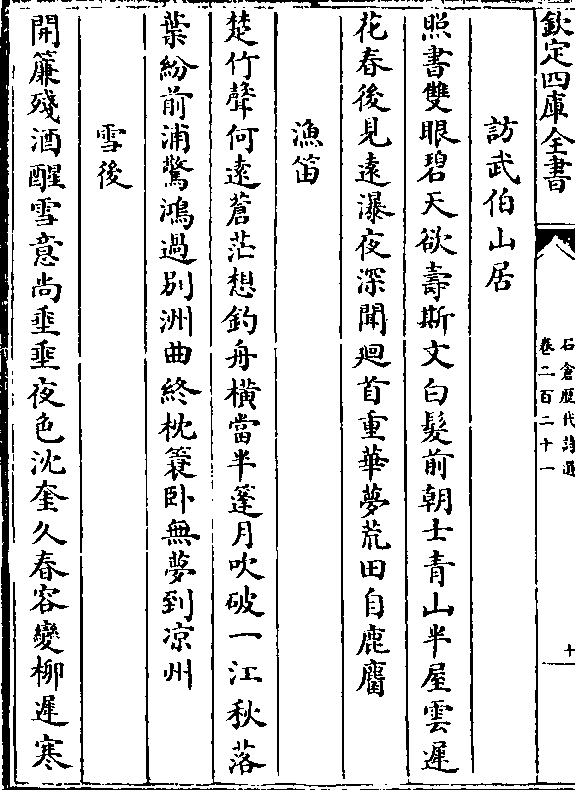 欽定四庫全書
石倉歷代詩選
卷二百二十一
十
訪武伯山居
照書雙眼碧天欲壽斯文白髮前朝士青山半屋雲遲
花春後見遠瀑夜深聞廻首重華夢荒田自鹿麕
漁笛
楚竹聲何遠蒼茫想釣舟橫當半篷月吹破一江秋落
葉紛前浦驚鴻過别洲曲終枕簑卧無夢到凉州
雪後
開簾殘酒醒雪意尚垂垂夜色沈奎久春容變柳遲寒